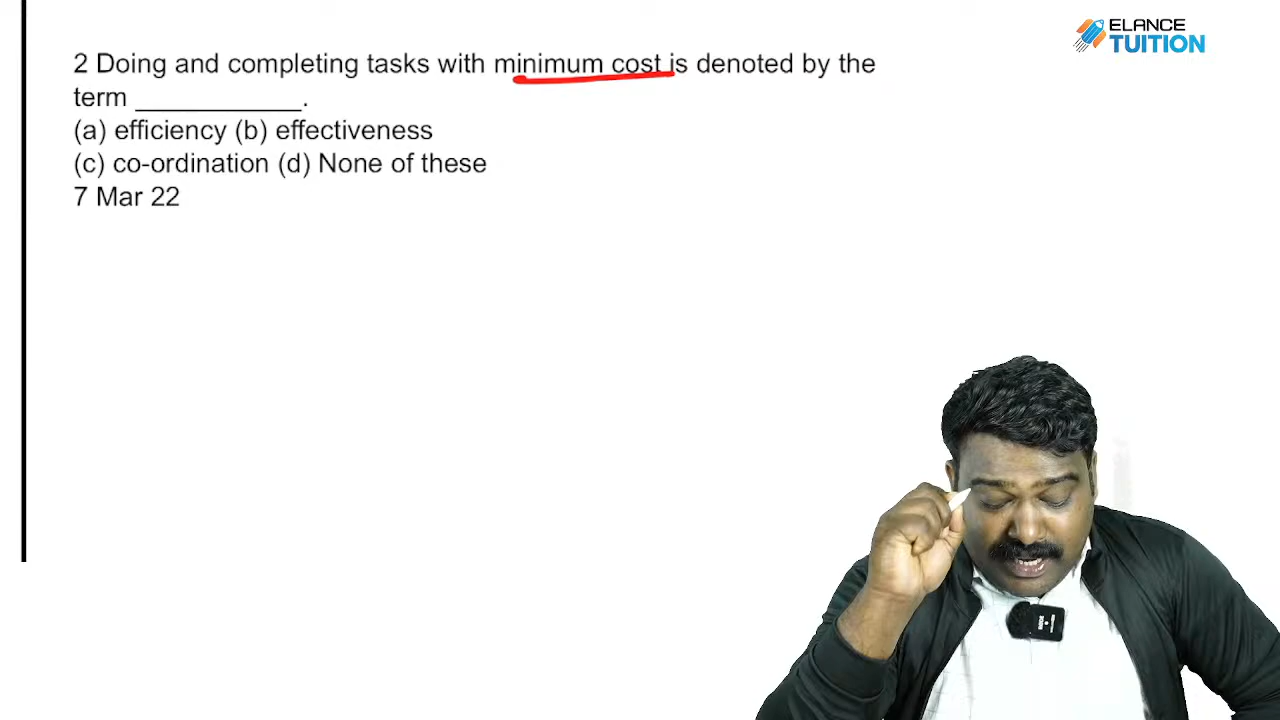 ELANCE
TUITION
2 Doing and completing tasks with minimum cost is denoted by the
term ___________.
(a) efficiency (b) effectiveness
(c) co-ordination (d) None of these
7 Mar 22